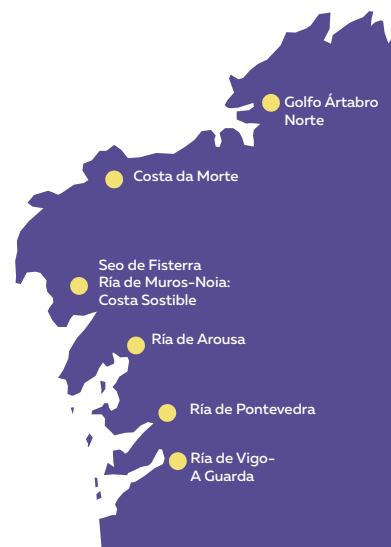 Golfo Ártabro
Norte
Costa da Morte
Seo de Fisterra
Ría de Muros-Noia:
Costa Sostible
Ría de Arousa
Ría de Pontevedra
Ría de Vigo-
A Guarda